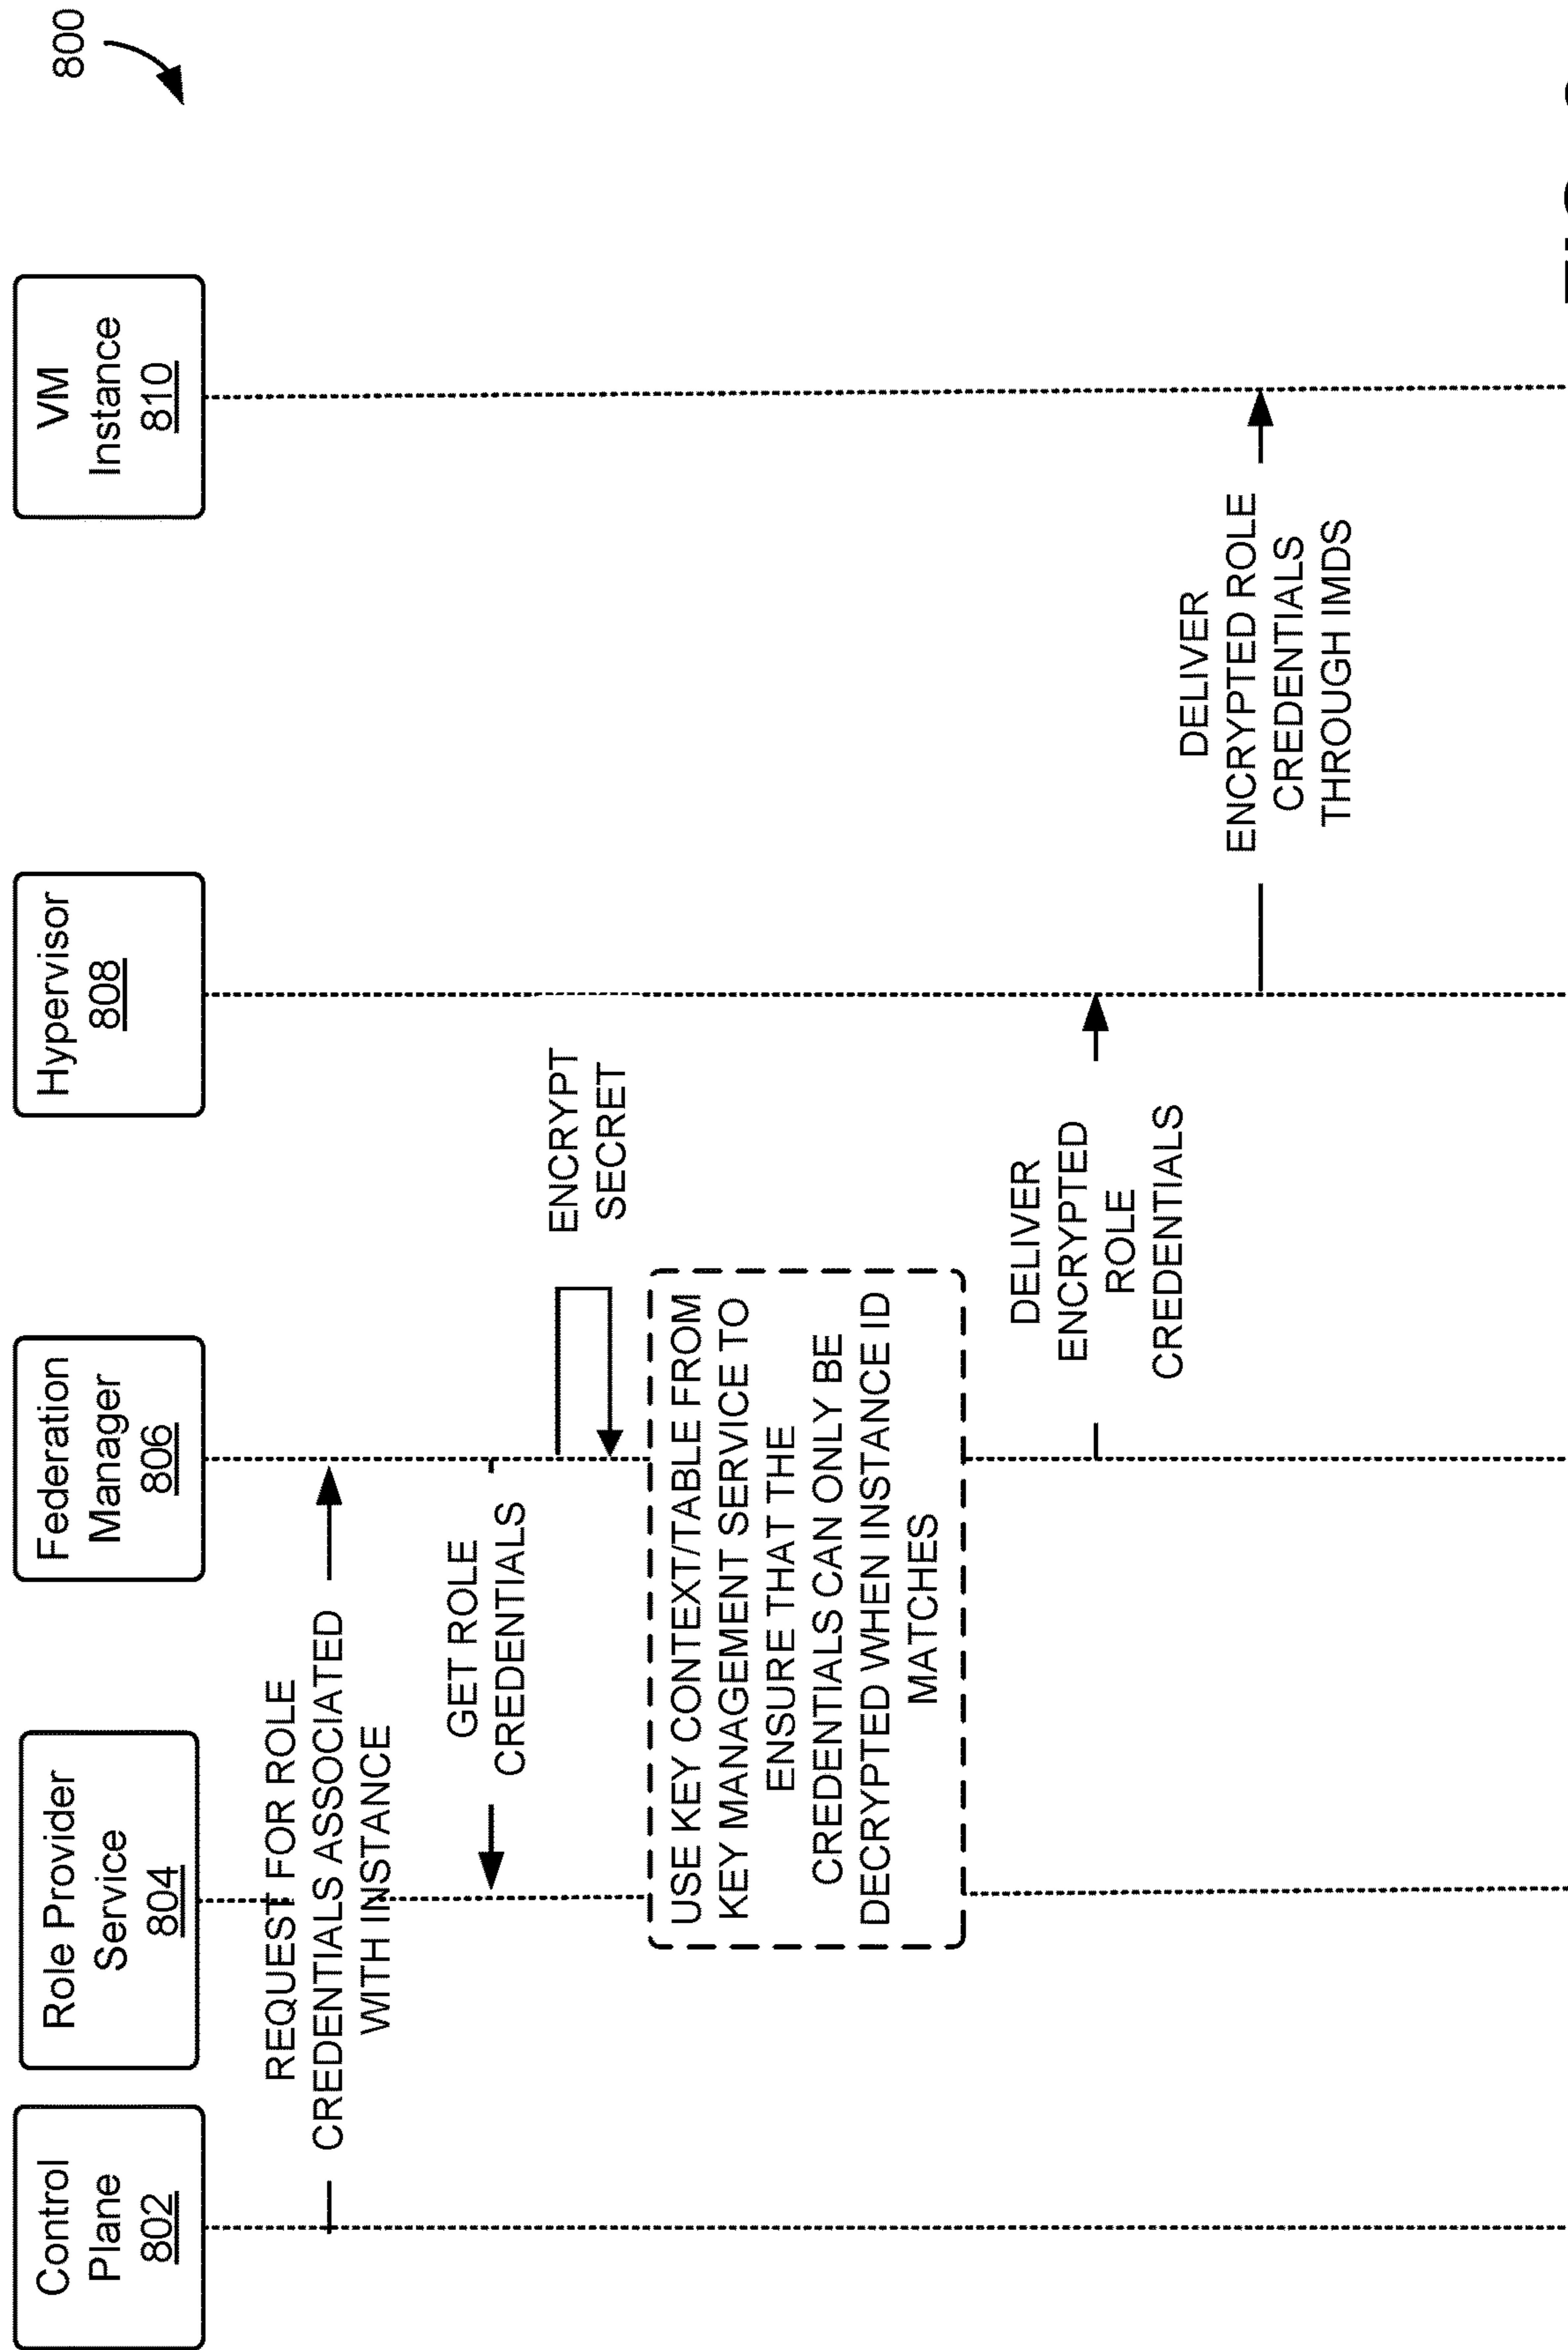 800
Control
Plane
802
Role Provider
Service
804
Federation
Manager
806
Hypervisor
808
VM
Instance
810
REQUEST FOR ROLE
CREDENTIALS ASSOCIATED
WITH INSTANCE
GET ROLE
CREDENTIALS
ENCRYPT
SECRET
USE KEY CONTEXT/TABLE FROM
KEY MANAGEMENT SERVICE TO
ENSURE THAT THE
CREDENTIALS CAN ONLY BE
DECRYPTED WHEN INSTANCE ID
MATCHES
DELIVER
ENCRYPTED
ROLE
CREDENTIALS
DELIVER
ENCRYPTED ROLE
CREDENTIALS
THROUGH IMDS